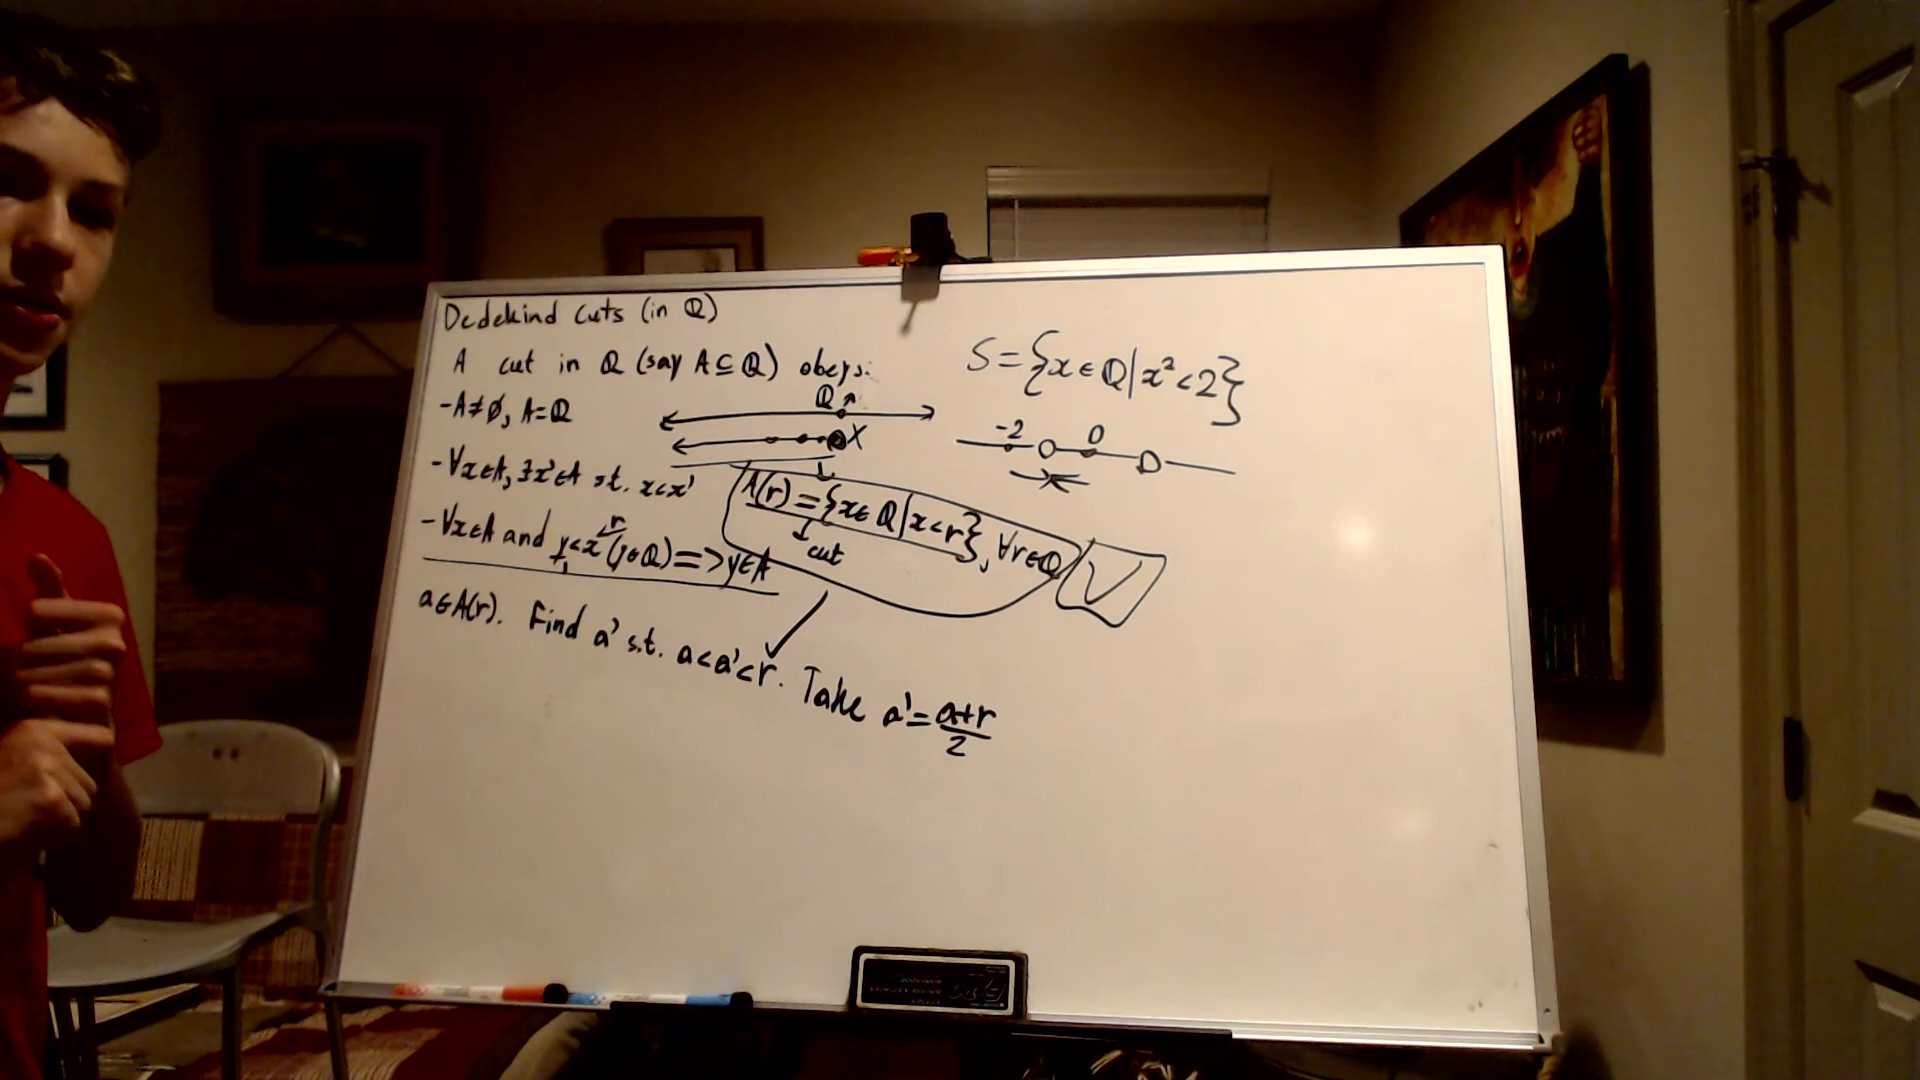 Dedekind Cuts (in ℚ)
A cut in ℚ (say A ⊆ ℚ) obeys:
-A≠∅, A=ℚ
-∀x∈A, ∃x'∈A s.t. x<x'
-∀x∈A and y<x<r (y∈ℚ) => y∈A
ℚ
X
A(r) = {x∈ℚ|x<r}, ∀r∈ℚ
cut
S = {x∈ℚ|x²<2}
-2 0
a∈A(r). Find a' s.t. a<a'<r. Take a' = a+r/2